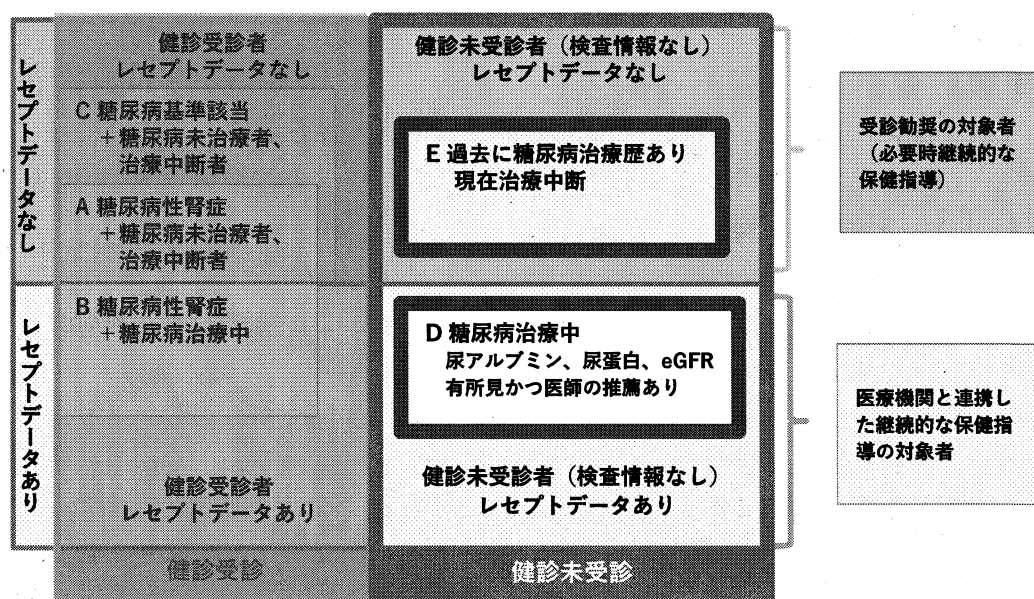 レセプトデータなし
健診受診者
レセプトデータなし
C 糖尿病基準該当
＋糖尿病未治療者、
治療中断者
A 糖尿病性腎症
＋糖尿病未治療者、
治療中断者
健診未受診者（検査情報なし）
レセプトデータなし
E 過去に糖尿病治療歴あり
現在治療中断
受診勧奨の対象者
（必要時継続的な
保健指導）
レセプトデータあり
B 糖尿病性腎症
＋糖尿病治療中
健診受診者
レセプトデータあり
D 糖尿病治療中
尿アルブミン、尿蛋白、eGFR
有所見かつ医師の推薦あり
健診未受診者（検査情報なし）
レセプトデータあり
医療機関と連携し
た継続的な保健指
導の対象者
健診受診
健診未受診